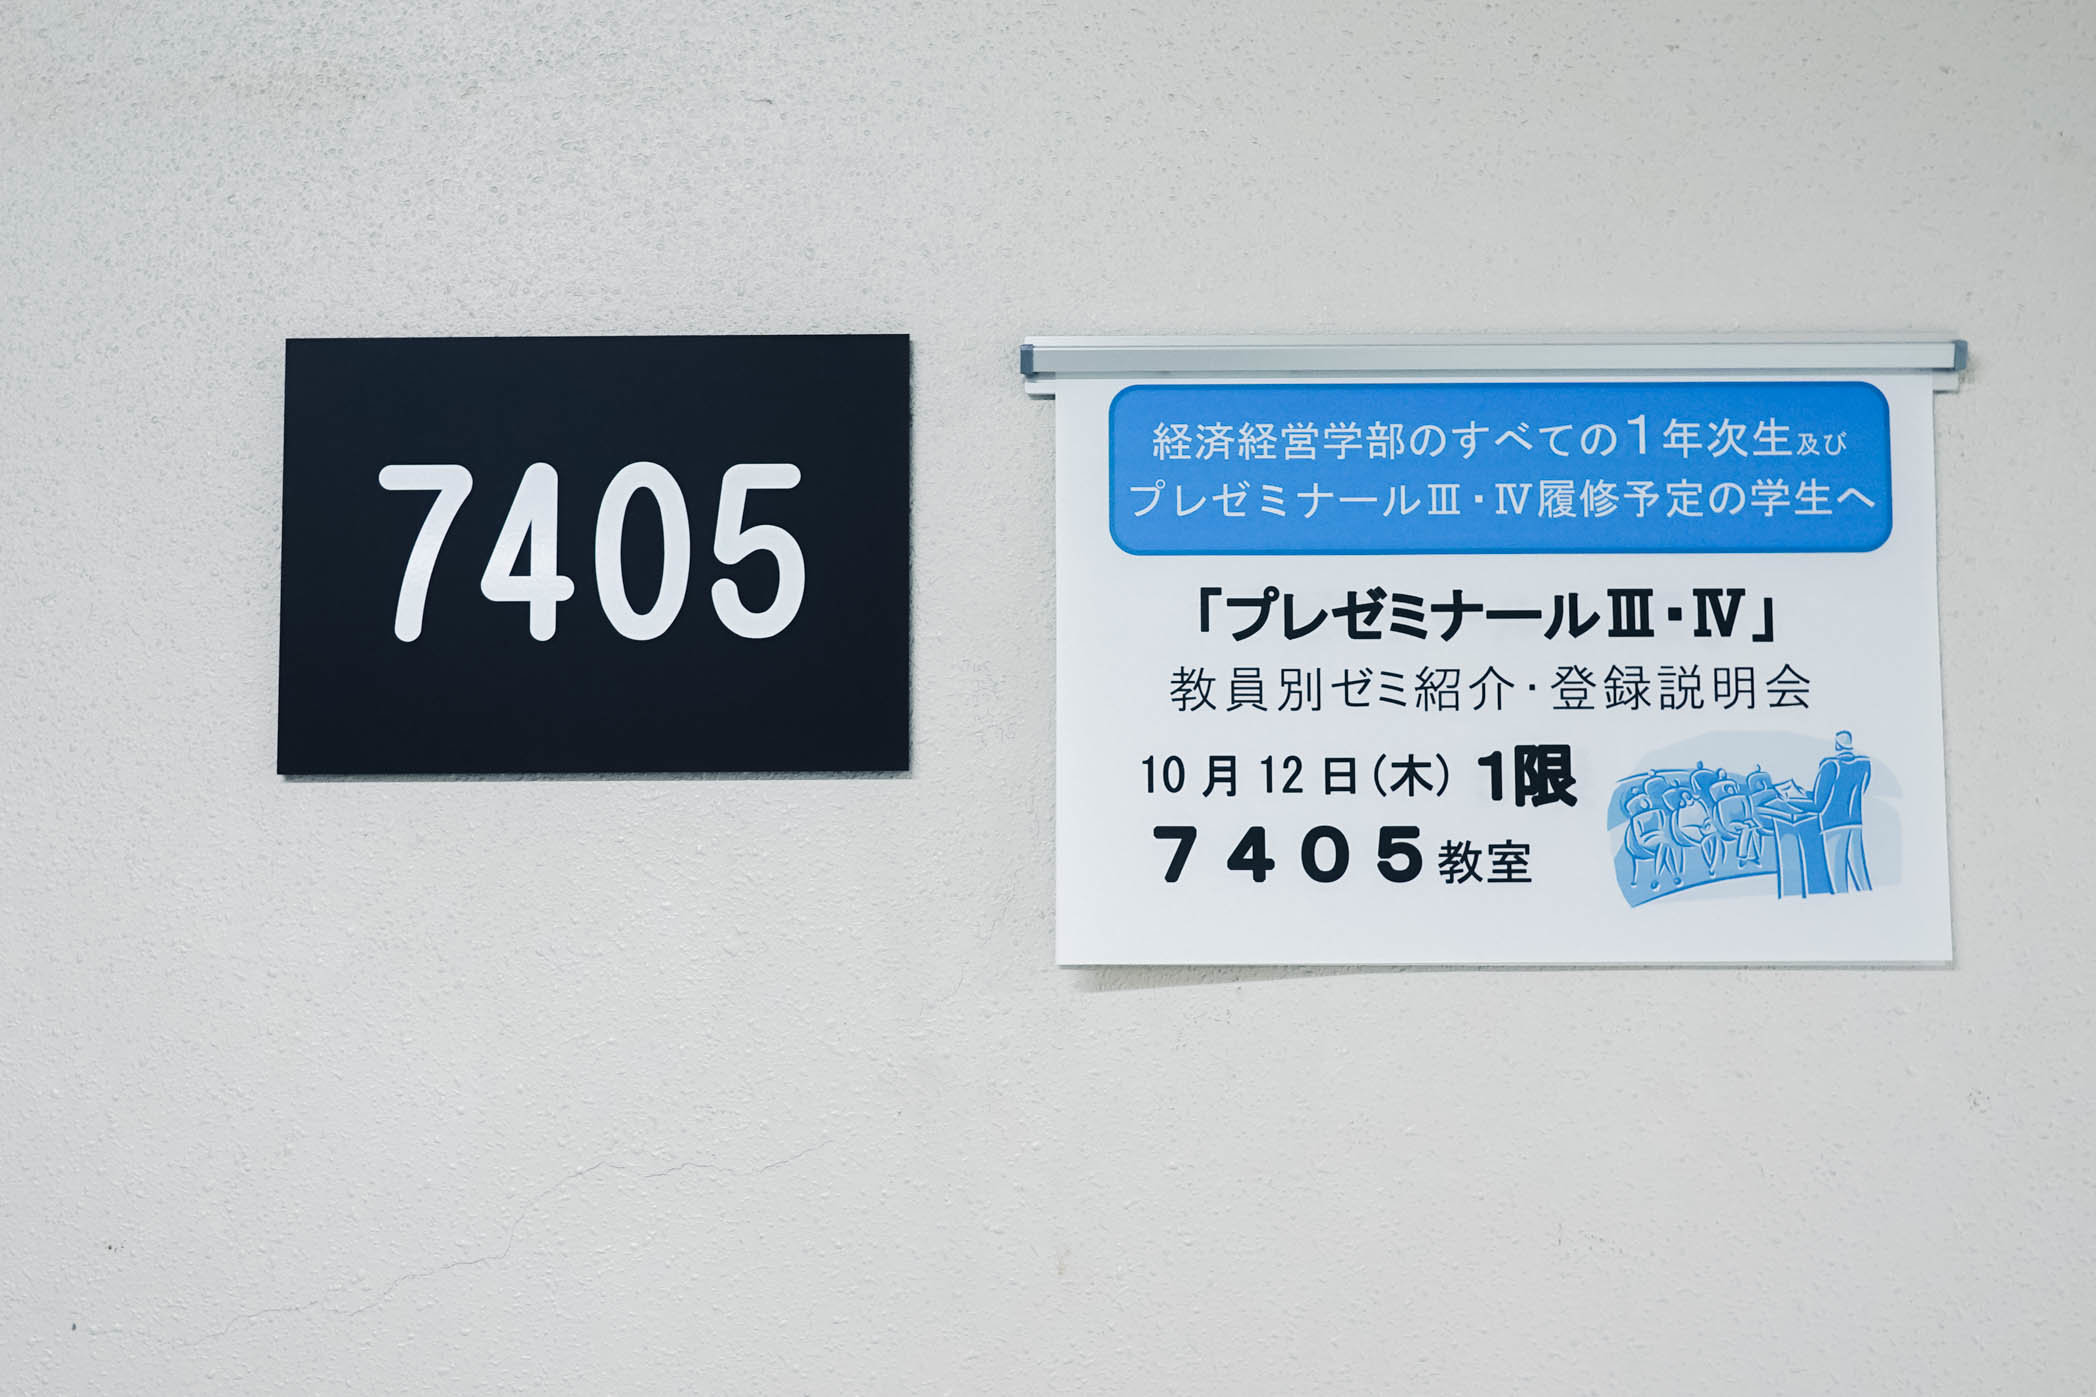 7405
経済経営学部のすべての1年次生及び
プレゼミナールⅢ・Ⅳ履修予定の学生へ
「プレゼミナールⅢ・Ⅳ」
教員別ゼミ紹介・登録説明会
10月12日(木) 1限
7405教室